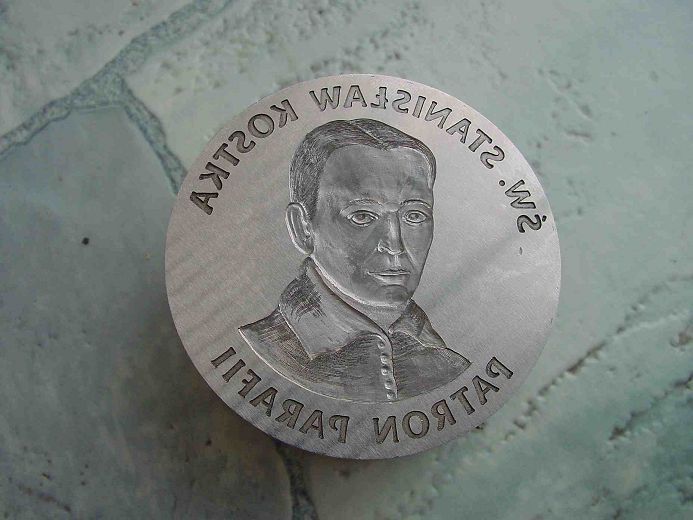 ŚW. STANISŁAW KOSTKA
PATRON PARAFII